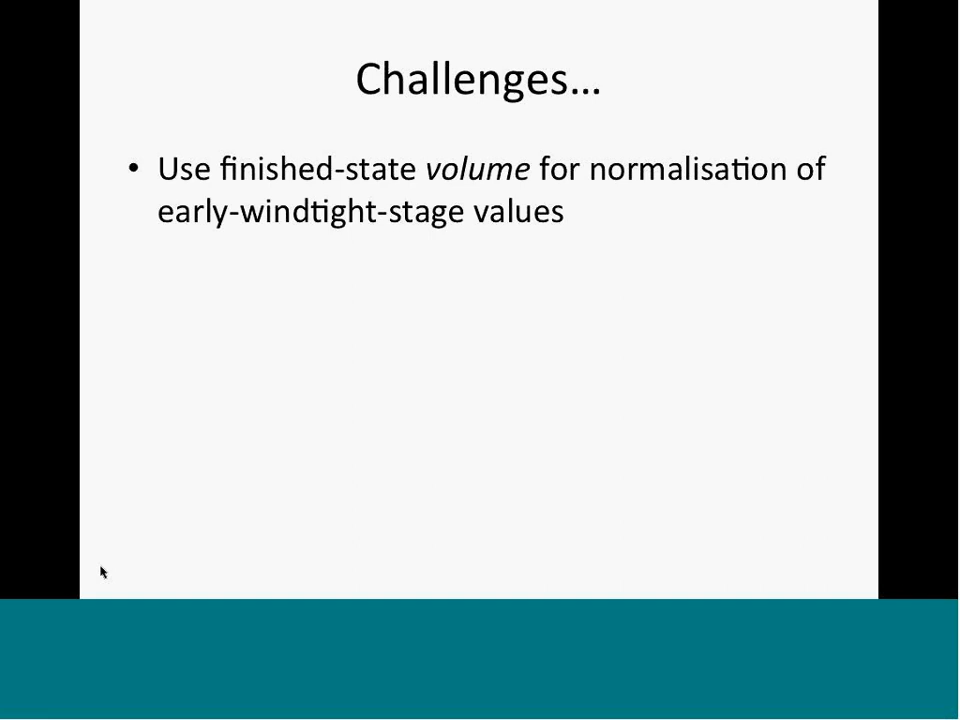 Challenges…
• Use finished-state volume for normalisation of
early-windtight-stage values